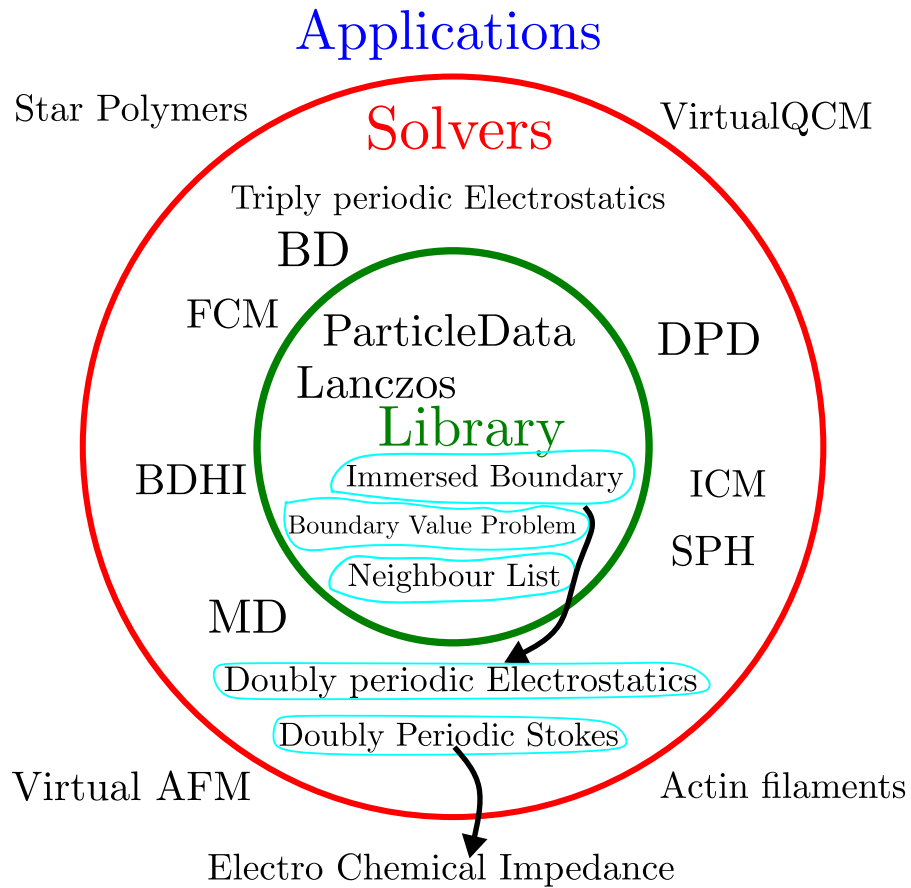 Applications
Star Polymers
VirtualQCM
Solvers
Triply periodic Electrostatics
BD
FCM
ParticleData
DPD
Lanczos
Library
Immersed Boundary
BDHI
ICM
Boundary Value Problem
SPH
Neighbour List
MD
Doubly periodic Electrostatics
Doubly Periodic Stokes
Virtual AFM
Actin filaments
Electro Chemical Impedance